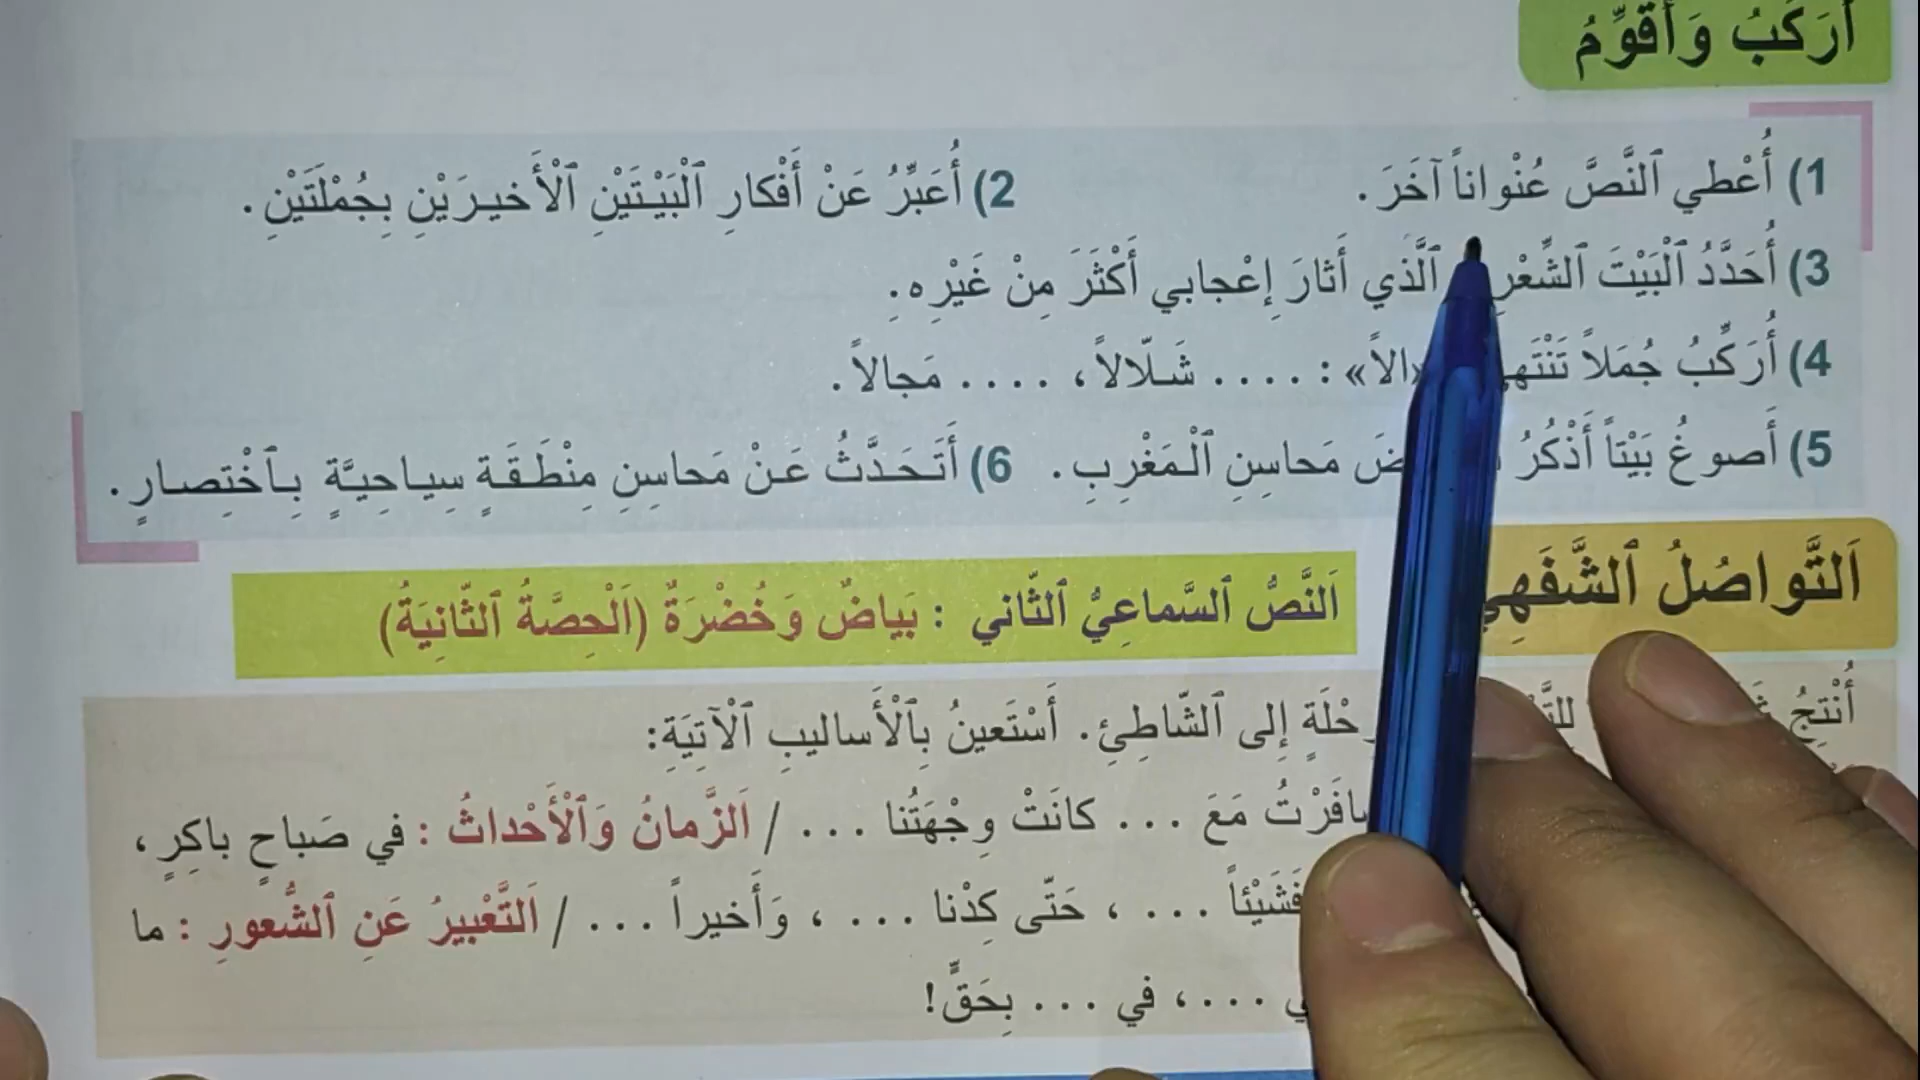 أُرَكِّبُ وَأُقَوِّمُ
1) أُعْطي ٱلنَّصَّ عُنْواناً آخَرَ. 2) أُعَبِّرُ عَنْ أَفْكارِ ٱلْبَيْتَيْنِ ٱلْأَخيرَيْنِ بِجُمْلَتَيْنِ.
3) أُحَدِّدُ ٱلْبَيْتَ ٱلشِّعْرِ ٱلَّذي أَثارَ إِعْجابي أَكْثَرَ مِنْ غَيْرِهِ.
4) أُرَكِّبُ جُمَلاً تَنْتَهي «الاً» : .... شَلّالاً، .... مَجالاً.
5) أَصوغُ بَيْتاً أَذْكُرُ مَحاسِنِ ٱلْمَغْرِبِ. 6) أَتَحَدَّثُ عَنْ مَحاسِنِ مِنْطَقَةٍ سِياحِيَّةٍ بِٱخْتِصارٍ.
اَلتَّواصُلُ ٱلشَّفَهِيُّ
اَلنَّصُّ ٱلسَّماعِيُّ ٱلثّاني : بَياضٌ وَخُضْرَةٌ (اَلْحِصَّةُ ٱلثّانِيَةُ)
أُنْتِجُ رِحْلَةٍ إِلى ٱلشّاطِئِ. أَسْتَعينُ بِٱلْأَساليبِ ٱلْآتِيَةِ:
سافَرْتُ مَعَ ... كانَتْ وِجْهَتُنا ... / اَلزَّمانُ وَٱلْأَحْداثُ : في صَباحٍ باكِرٍ،
فَشَيْئاً ... ، حَتّى كِدْنا ... ، وَأَخيراً ... / اَلتَّعْبيرُ عَنِ ٱلشُّعورِ : ما
...، في ... بِحَقٍّ!